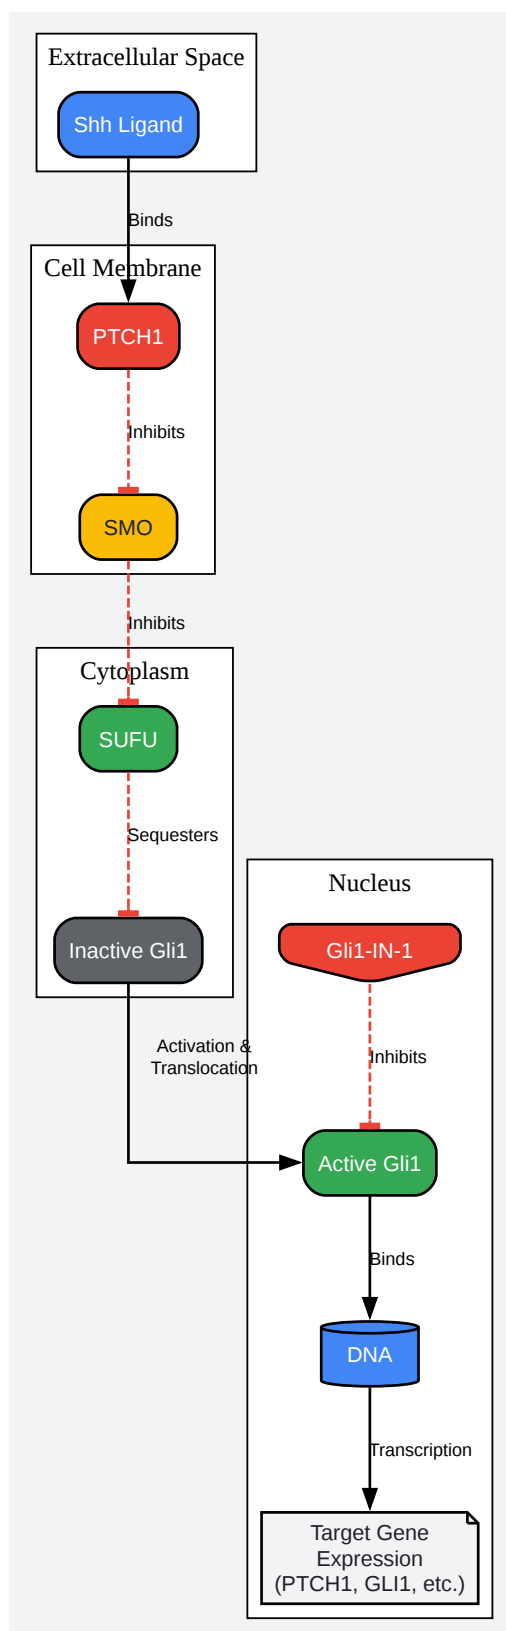 Extracellular Space
Shh Ligand
Binds
Cell Membrane
PTCH1
Inhibits
SMO
Inhibits
Cytoplasm
SUFU
Sequesters
Inactive Gli1
Activation &
Translocation
Nucleus
Gli1-IN-1
Inhibits
Active Gli1
Binds
DNA
Transcription
Target Gene
Expression
(PTCH1, GLI1, etc.)